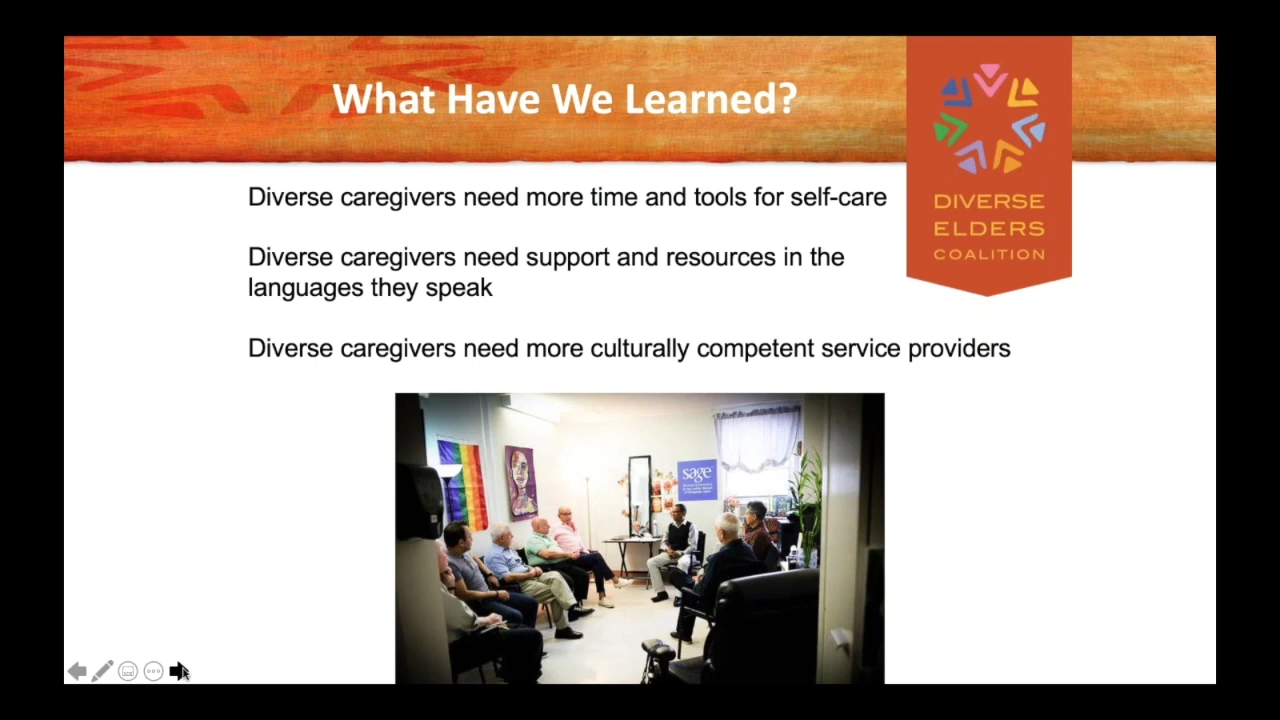 What Have We Learned?
DIVERSE
ELDERS
COALITION
Diverse caregivers need more time and tools for self-care
Diverse caregivers need support and resources in the
languages they speak
Diverse caregivers need more culturally competent service providers
sage